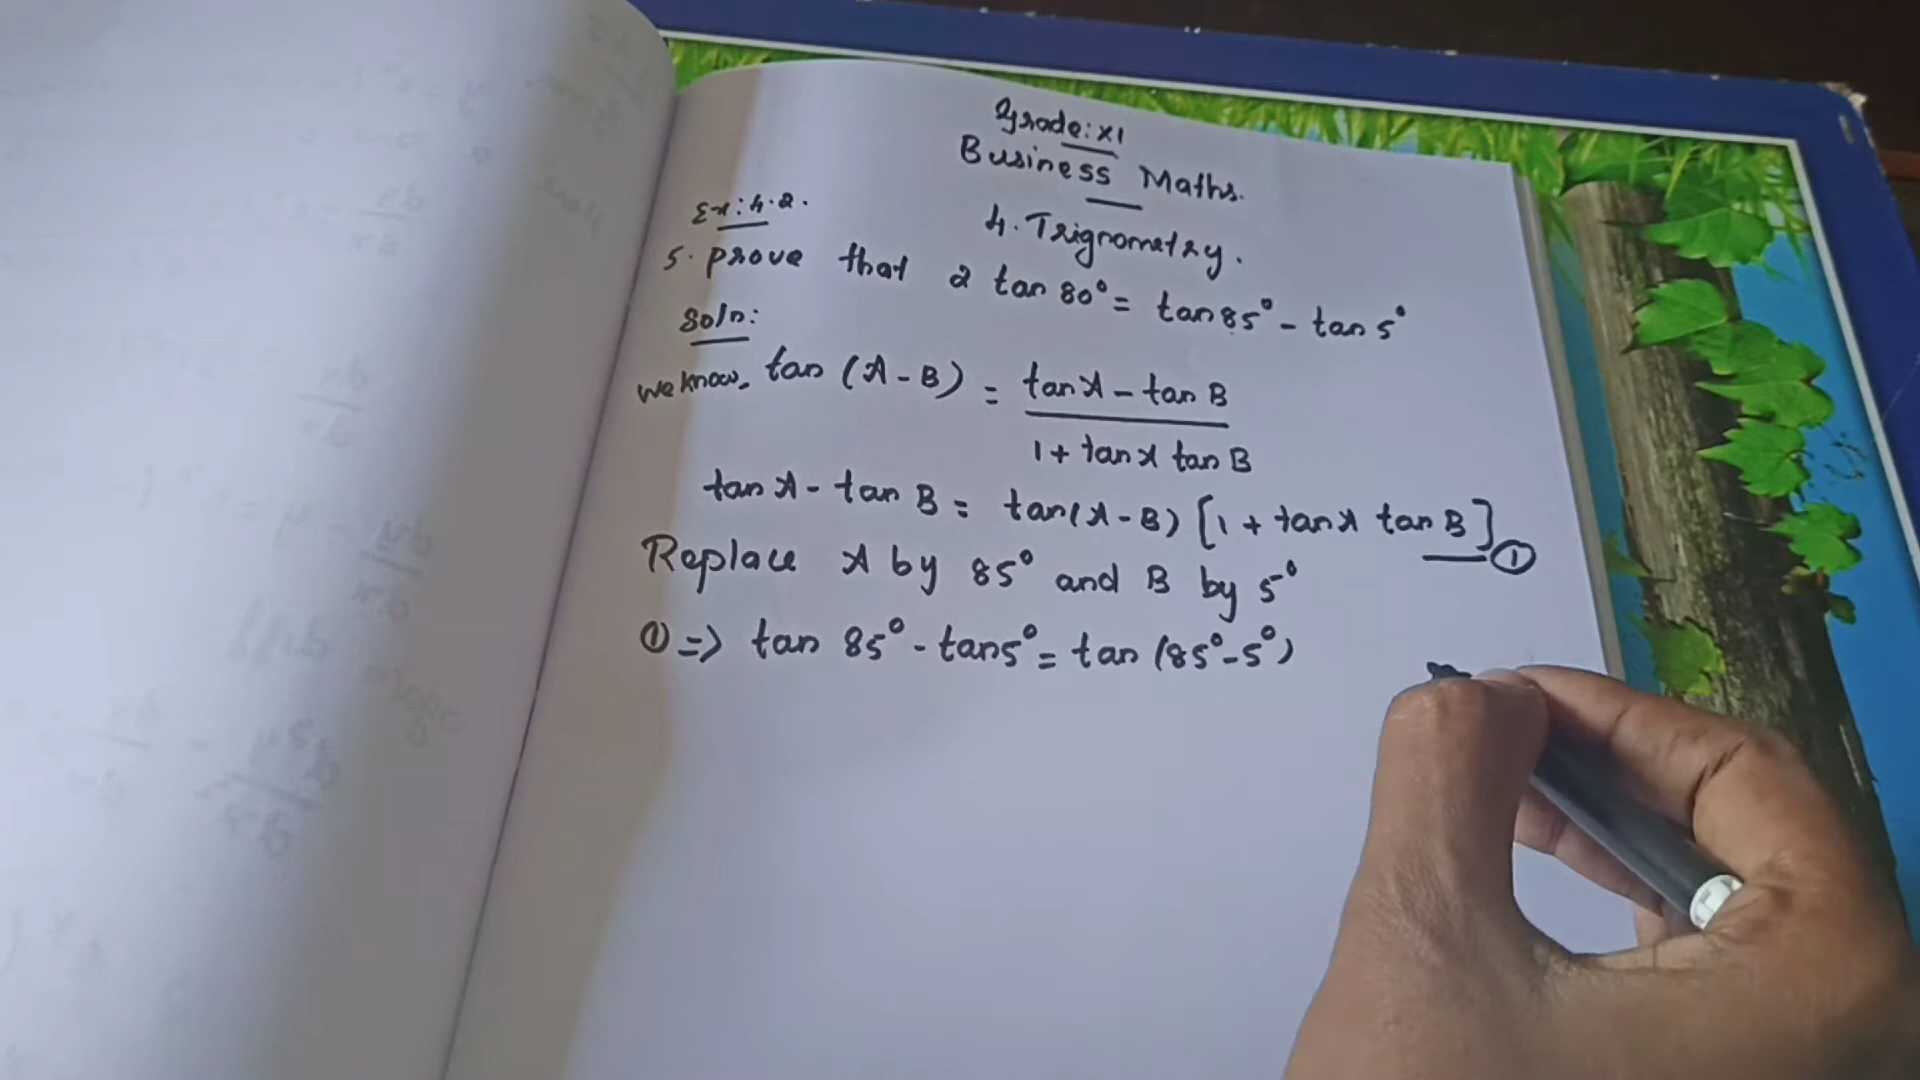 Grade: XI
Business Maths.
4. Trignometry.
Ex: 4.2.
5. Prove that 2 tan 80° = tan 85° - tan 5°
Soln:
we know, tan (A - B) = tan A - tan B
1 + tan A tan B
tan A - tan B = tan (A - B) [1 + tan A tan B] ①
Replace A by 85° and B by 5°
① => tan 85° - tan 5° = tan (85° - 5°)